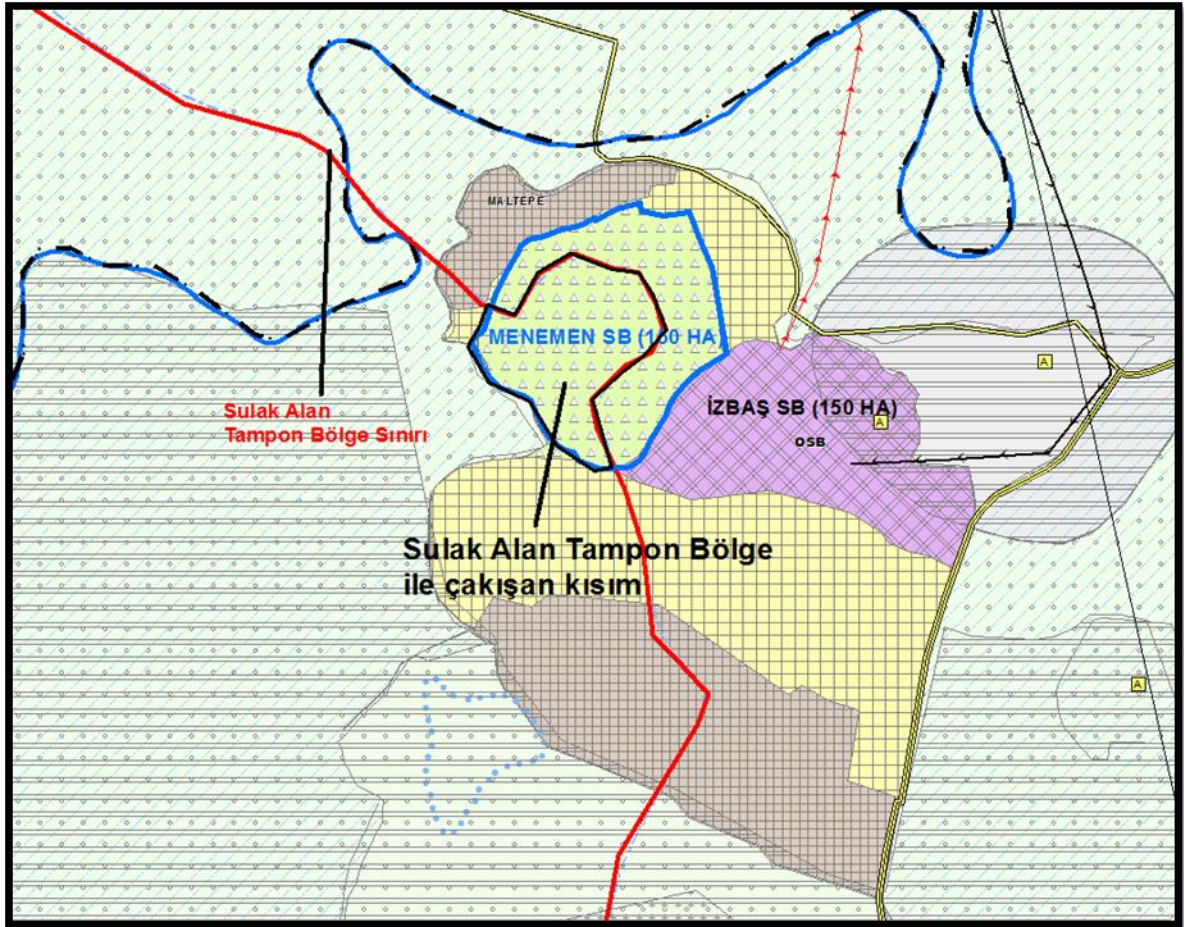 MALTEPE
MENEMEN SB (160 HA)
İZBAŞ SB (150 HA)
A
A
OSB
Sulak Alan
Tampon Bölge Sınırı
Sulak Alan Tampon Bölge
ile çakışan kısım
A